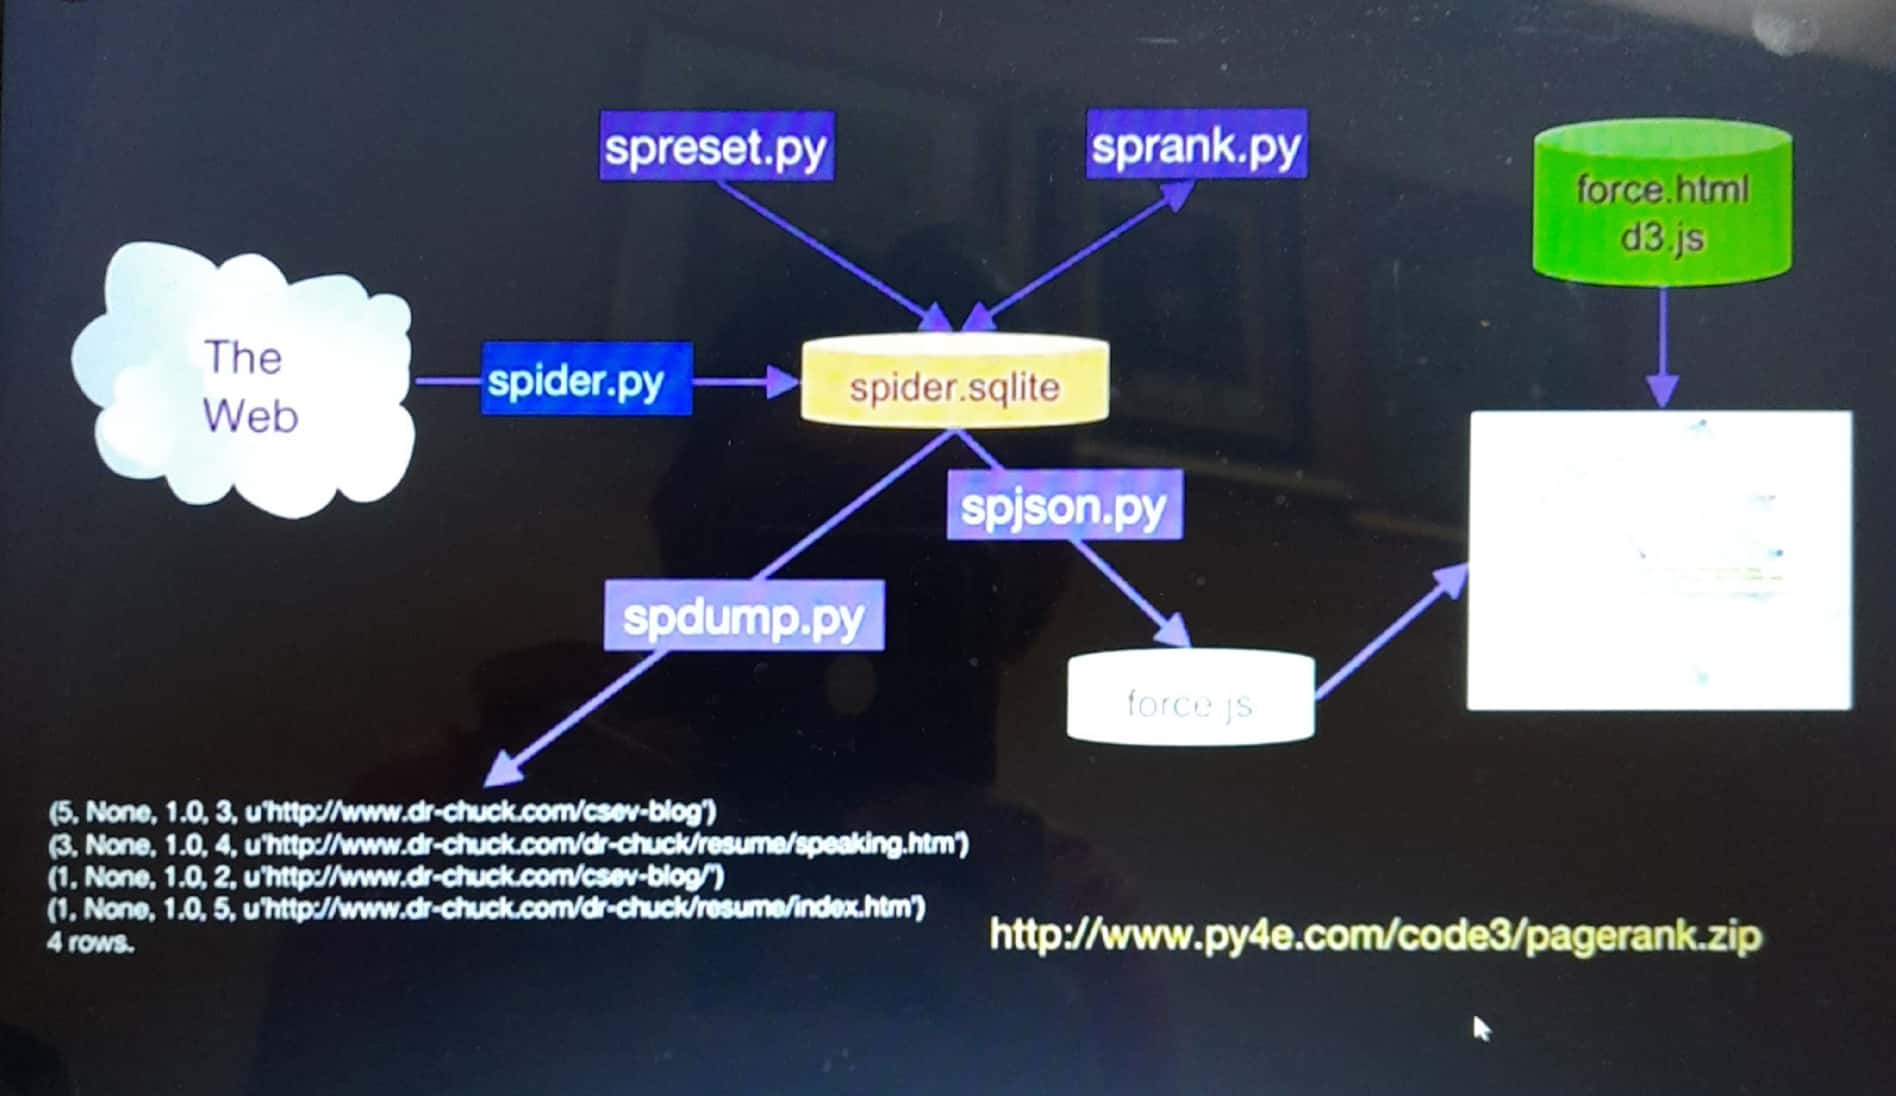 spreset.py
sprank.py
force.html
d3.js
The
Web
spider.py
spider.sqlite
spjson.py
spdump.py
force.js
(5, None, 1.0, 3, u'http://www.dr-chuck.com/csev-blog')
(3, None, 1.0, 4, u'http://www.dr-chuck.com/dr-chuck/resume/speaking.htm')
(1, None, 1.0, 2, u'http://www.dr-chuck.com/csev-blog/')
(1, None, 1.0, 5, u'http://www.dr-chuck.com/dr-chuck/resume/index.htm')
4 rows.
http://www.py4e.com/code3/pagerank.zip